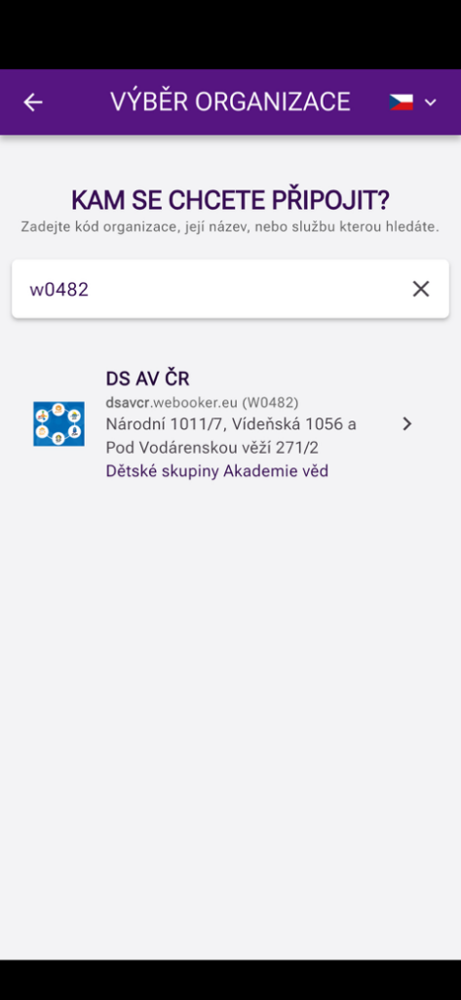 VÝBĚR ORGANIZACE
KAM SE CHCETE PŘIPOJIT?
Zadejte kód organizace, její název, nebo službu kterou hledáte.
w0482
DS AV ČR
dsavcr.webooker.eu (W0482)
Národní 1011/7, Vídeňská 1056 a
Pod Vodárenskou věží 271/2
Dětské skupiny Akademie věd